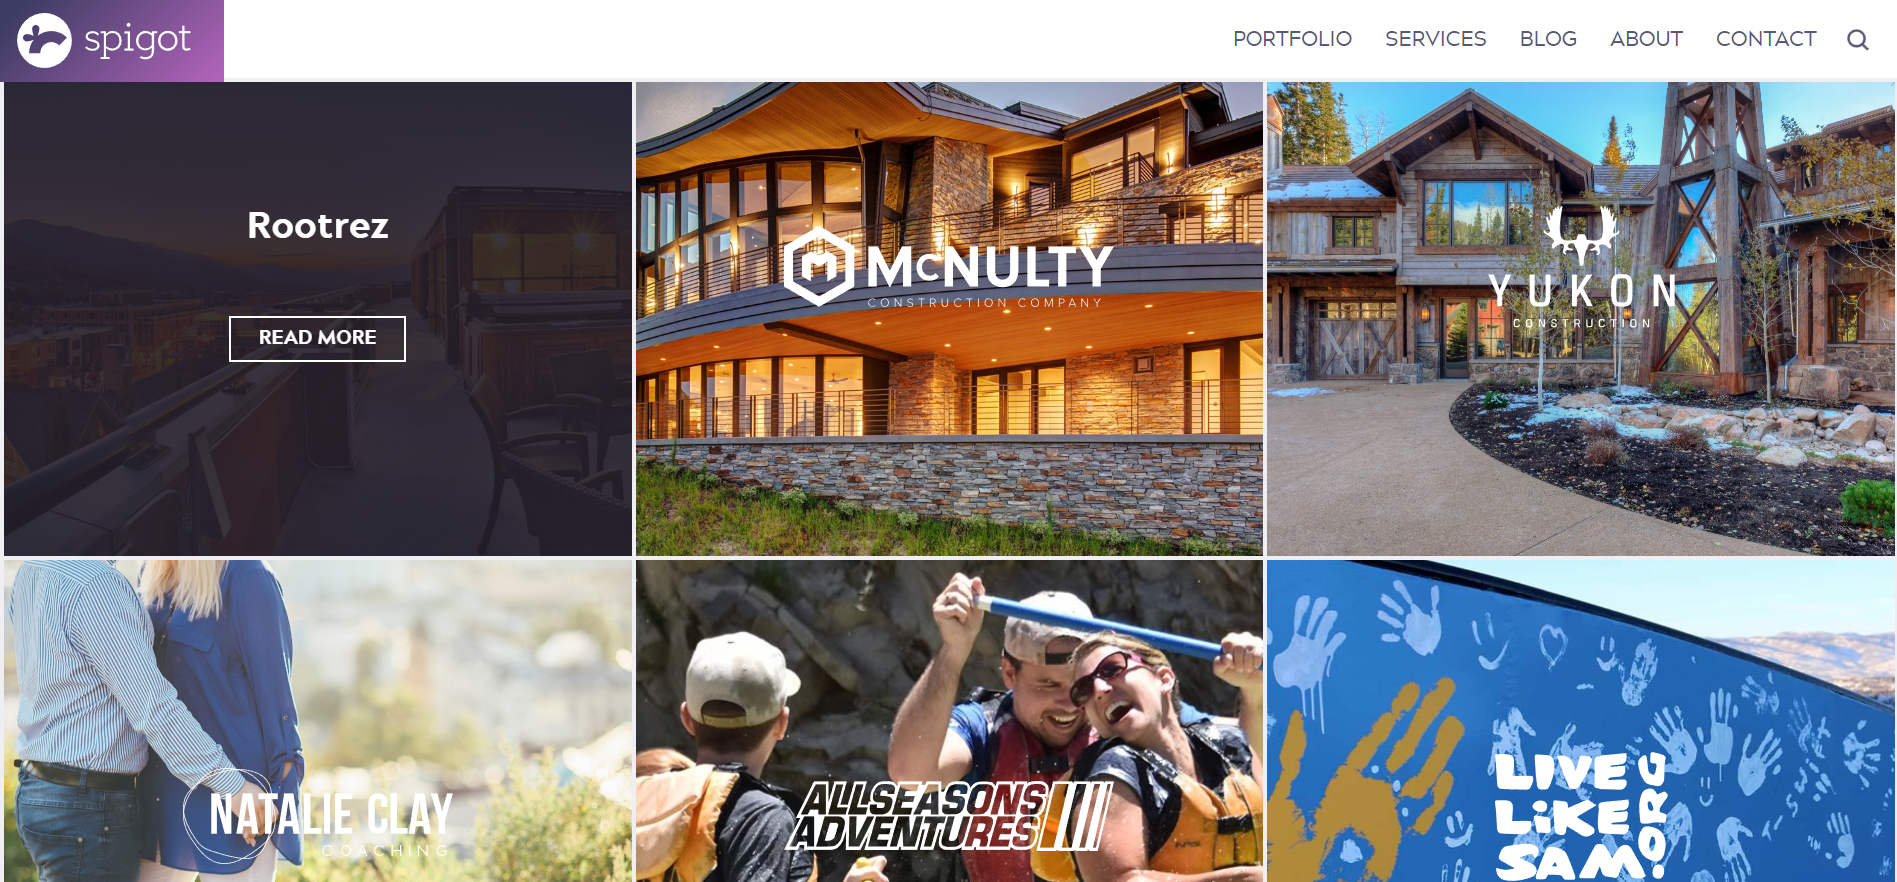 spigot
PORTFOLIO SERVICES BLOG ABOUT CONTACT
Rootrez
READ MORE
MCNULTY
CONSTRUCTION COMPANY
YUKON
CONSTRUCTION
NATALIE CLAY
COACHING
ALLSEASONS
ADVENTURES
LIVE
LiKE
SAM!